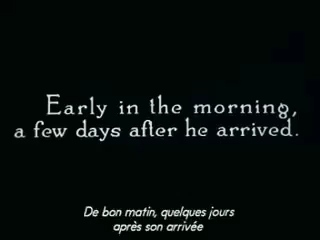 Early in the morning,
a few days after he arrived.
De bon matin, quelques jours
après son arrivée